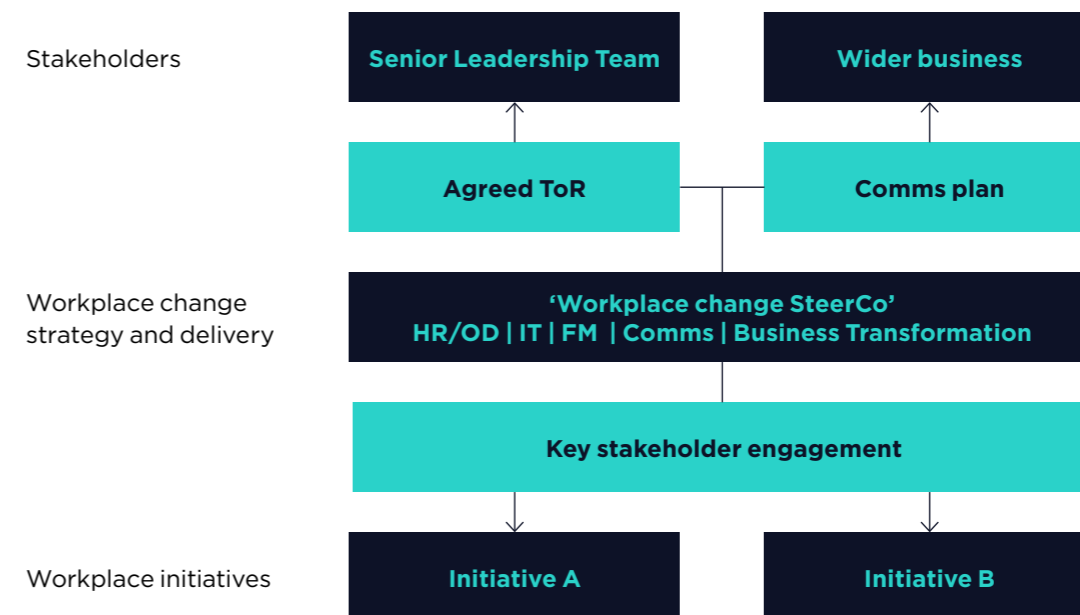 Stakeholders
Senior Leadership Team
Wider business
Agreed ToR
Comms plan
Workplace change
strategy and delivery
‘Workplace change SteerCo’
HR/OD | IT | FM | Comms | Business Transformation
Key stakeholder engagement
Workplace initiatives
Initiative A
Initiative B